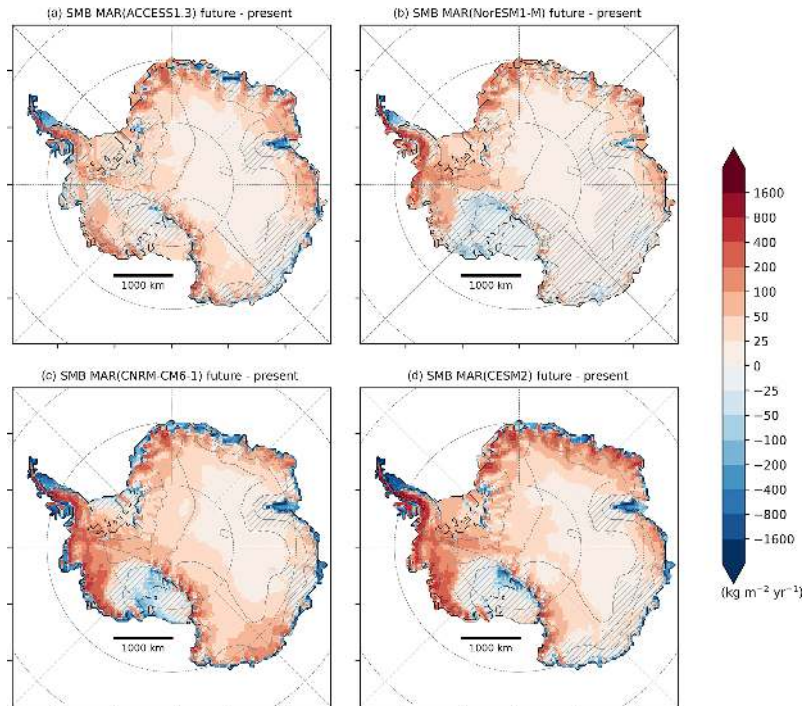 (a) SMB MAR(ACCESS1.3) future - present
(b) SMB MAR(NorESM1-M) future - present
1000 km
1000 km
(c) SMB MAR(CNRM-CM6-1) future - present
(d) SMB MAR(CESM2) future - present
1000 km
1000 km
1600
800
400
200
100
50
25
0
−25
−50
−100
−200
−400
−800
−1600
(kg m⁻² yr⁻¹)